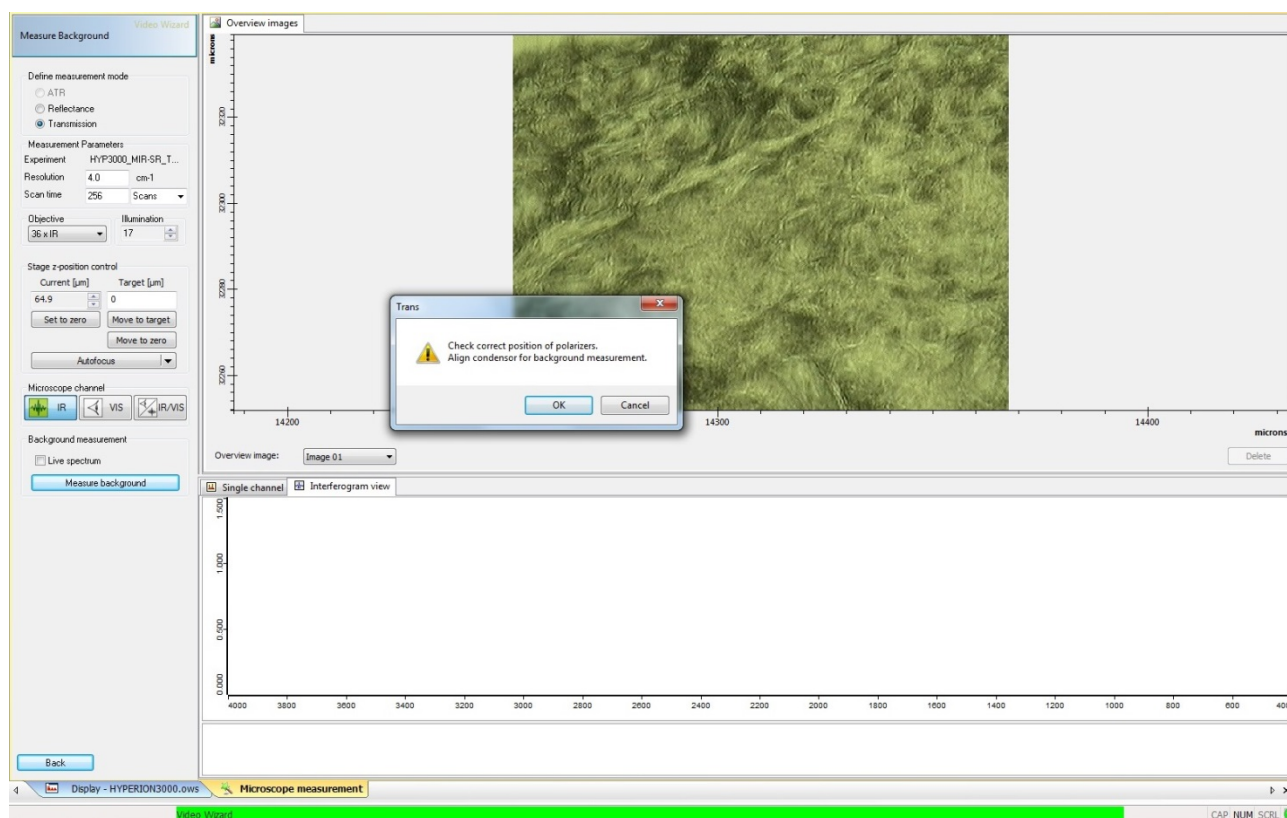 Video Wizard
Measure Background
Define measurement mode
ATR
Reflectance
Transmission
Measurement Parameters
Experiment HYP3000_MIR-SR_T...
Resolution 4.0 cm-1
Scan time 256 Scans
Objective Illumination
36 x IR 17
Stage z-position control
Current [µm] Target [µm]
64.9 0
Set to zero Move to target
Move to zero
Autofocus
Microscope channel
IR VIS IR/VIS
Background measurement
Live spectrum
Measure background
Back
Overview images
microns
32320
32300
32280
32260
14200 14300 14400
microns
Overview image: Image 01 Delete
Trans
Check correct position of polarizers.
Align condensor for background measurement.
OK Cancel
Single channel Interferogram view
1.500
1.000
0.500
0.000
4000 3800 3600 3400 3200 3000 2800 2600 2400 2200 2000 1800 1600 1400 1200 1000 800 600 400
Display - HYPERION3000.ows Microscope measurement
Video Wizard CAP NUM SCRL